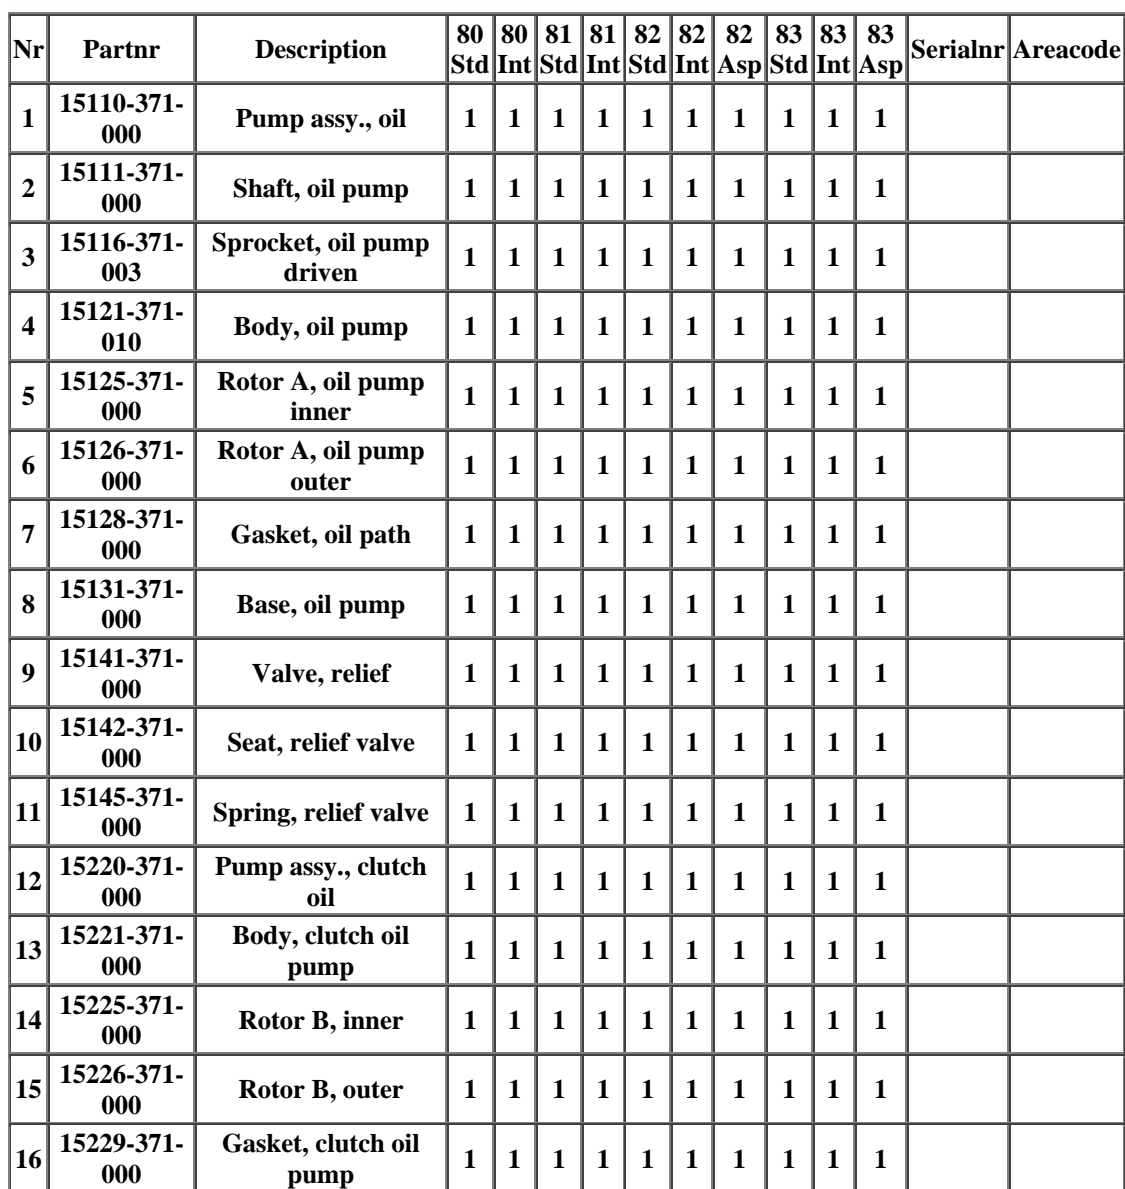 Nr Partnr Description 80 Std 80 Int 81 Std 81 Int 82 Std 82 Int 82 Asp 83 Std 83 Int 83 Asp Serialnr Areacode
1 15110-371-000 Pump assy., oil 1 1 1 1 1 1 1 1 1 1
2 15111-371-000 Shaft, oil pump 1 1 1 1 1 1 1 1 1 1
3 15116-371-003 Sprocket, oil pump driven 1 1 1 1 1 1 1 1 1 1
4 15121-371-010 Body, oil pump 1 1 1 1 1 1 1 1 1 1
5 15125-371-000 Rotor A, oil pump inner 1 1 1 1 1 1 1 1 1 1
6 15126-371-000 Rotor A, oil pump outer 1 1 1 1 1 1 1 1 1 1
7 15128-371-000 Gasket, oil path 1 1 1 1 1 1 1 1 1 1
8 15131-371-000 Base, oil pump 1 1 1 1 1 1 1 1 1 1
9 15141-371-000 Valve, relief 1 1 1 1 1 1 1 1 1 1
10 15142-371-000 Seat, relief valve 1 1 1 1 1 1 1 1 1 1
11 15145-371-000 Spring, relief valve 1 1 1 1 1 1 1 1 1 1
12 15220-371-000 Pump assy., clutch oil 1 1 1 1 1 1 1 1 1 1
13 15221-371-000 Body, clutch oil pump 1 1 1 1 1 1 1 1 1 1
14 15225-371-000 Rotor B, inner 1 1 1 1 1 1 1 1 1 1
15 15226-371-000 Rotor B, outer 1 1 1 1 1 1 1 1 1 1
16 15229-371-000 Gasket, clutch oil pump 1 1 1 1 1 1 1 1 1 1